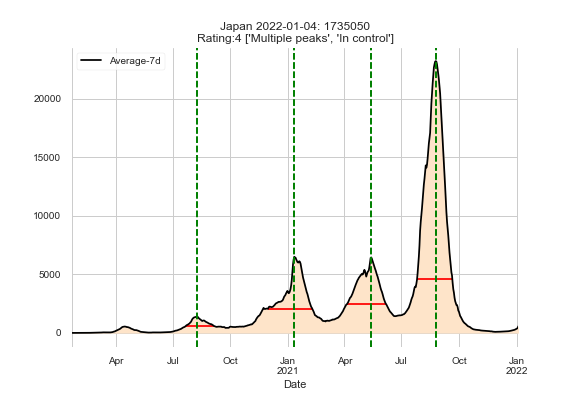 Japan 2022-01-04: 1735050
Rating:4 ['Multiple peaks', 'In control']
Average-7d
20000
15000
10000
5000
0
Apr Jul Oct Jan Apr Jul Oct Jan
2021 2022
Date